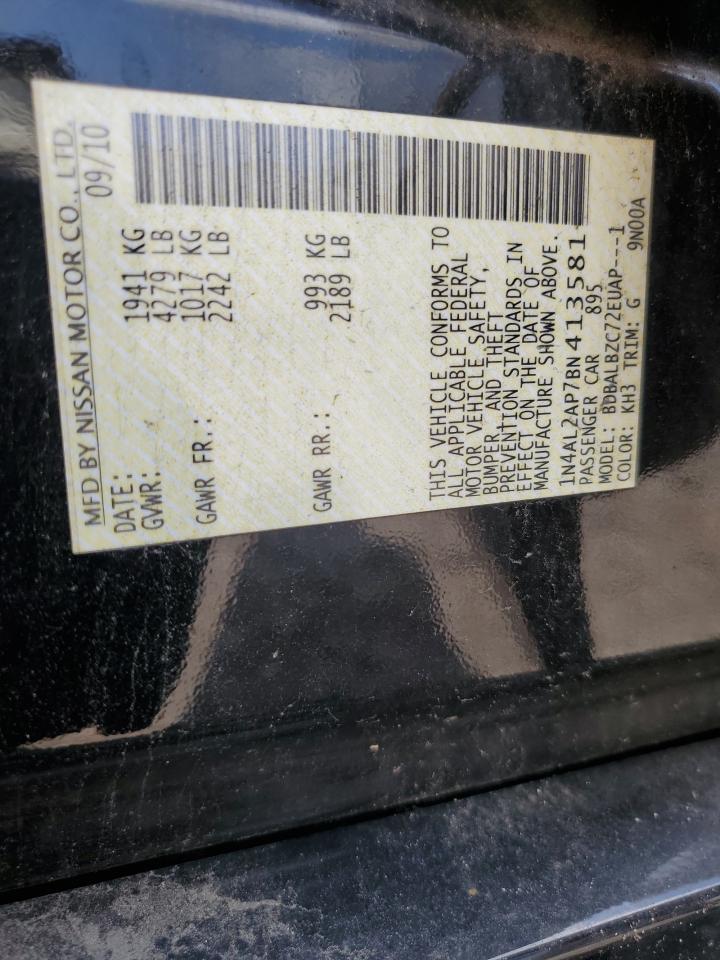 MFD BY NISSAN MOTOR CO., LTD.
DATE: 09/10
GVWR: 1941 KG
4279 LB
GAWR FR.: 1017 KG
2242 LB
GAWR RR.: 993 KG
2189 LB
THIS VEHICLE CONFORMS TO
ALL APPLICABLE FEDERAL
MOTOR VEHICLE SAFETY,
BUMPER, AND THEFT
PREVENTION STANDARDS IN
EFFECT ON THE DATE OF
MANUFACTURE SHOWN ABOVE.
1N4AL2AP7BN413581
PASSENGER CAR 895
MODEL: BDBALBZC72EUAP---1
COLOR: KH3 TRIM: G 9N00A